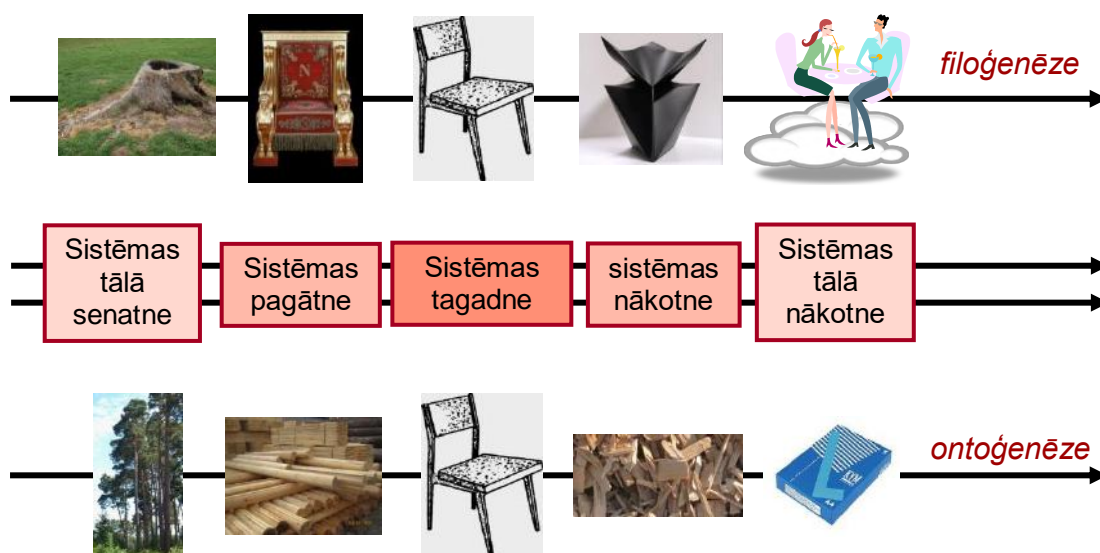 N
filoģenēze
Sistēmas
tālā
senatne
Sistēmas
pagātne
Sistēmas
tagadne
sistēmas
nākotne
Sistēmas
tālā
nākotne
ontoģenēze